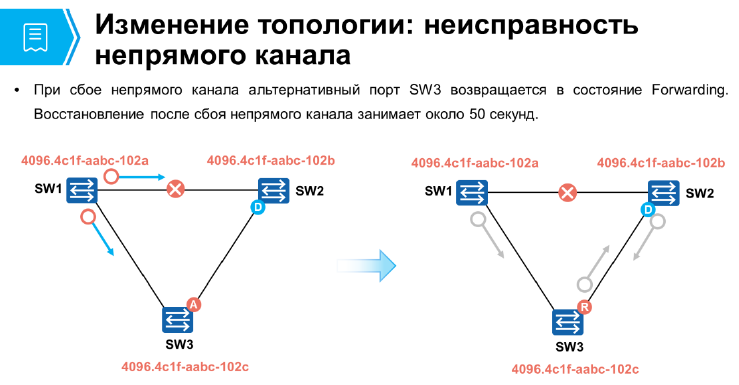 Изменение топологии: неисправность
непрямого канала
• При сбое непрямого канала альтернативный порт SW3 возвращается в состояние Forwarding.
Восстановление после сбоя непрямого канала занимает около 50 секунд.
4096.4c1f-aabc-102a 4096.4c1f-aabc-102b 4096.4c1f-aabc-102a 4096.4c1f-aabc-102b
SW1 SW2 SW1 SW2
D D
A R
SW3 SW3
4096.4c1f-aabc-102c 4096.4c1f-aabc-102c